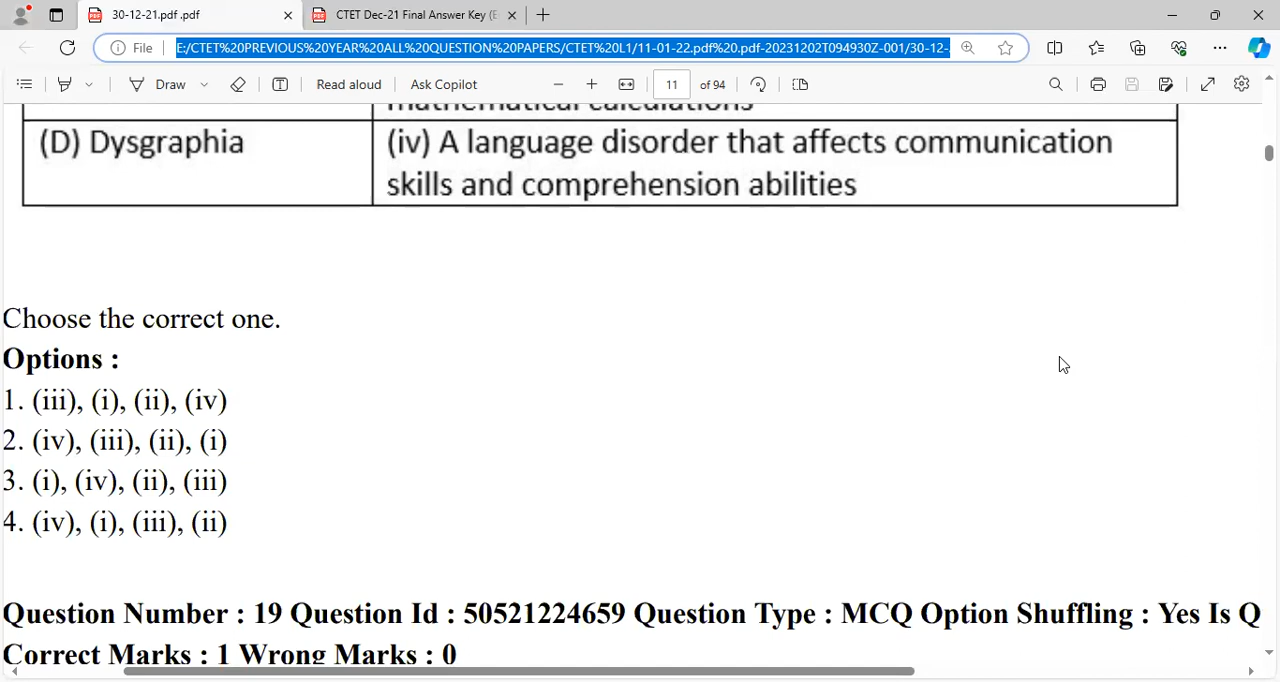 30-12-21.pdf .pdf
CTET Dec-21 Final Answer Key (E
File
E:/CTET%20PREVIOUS%20YEAR%20ALL%20QUESTION%20PAPERS/CTET%20L1/11-01-22.pdf%20.pdf-20231202T094930Z-001/30-12-
Draw
Read aloud
Ask Copilot
11 of 94
mathematical calculations
(D) Dysgraphia
(iv) A language disorder that affects communication
skills and comprehension abilities
Choose the correct one.
Options :
1. (iii), (i), (ii), (iv)
2. (iv), (iii), (ii), (i)
3. (i), (iv), (ii), (iii)
4. (iv), (i), (iii), (ii)
Question Number : 19 Question Id : 50521224659 Question Type : MCQ Option Shuffling : Yes Is Q
Correct Marks : 1 Wrong Marks : 0